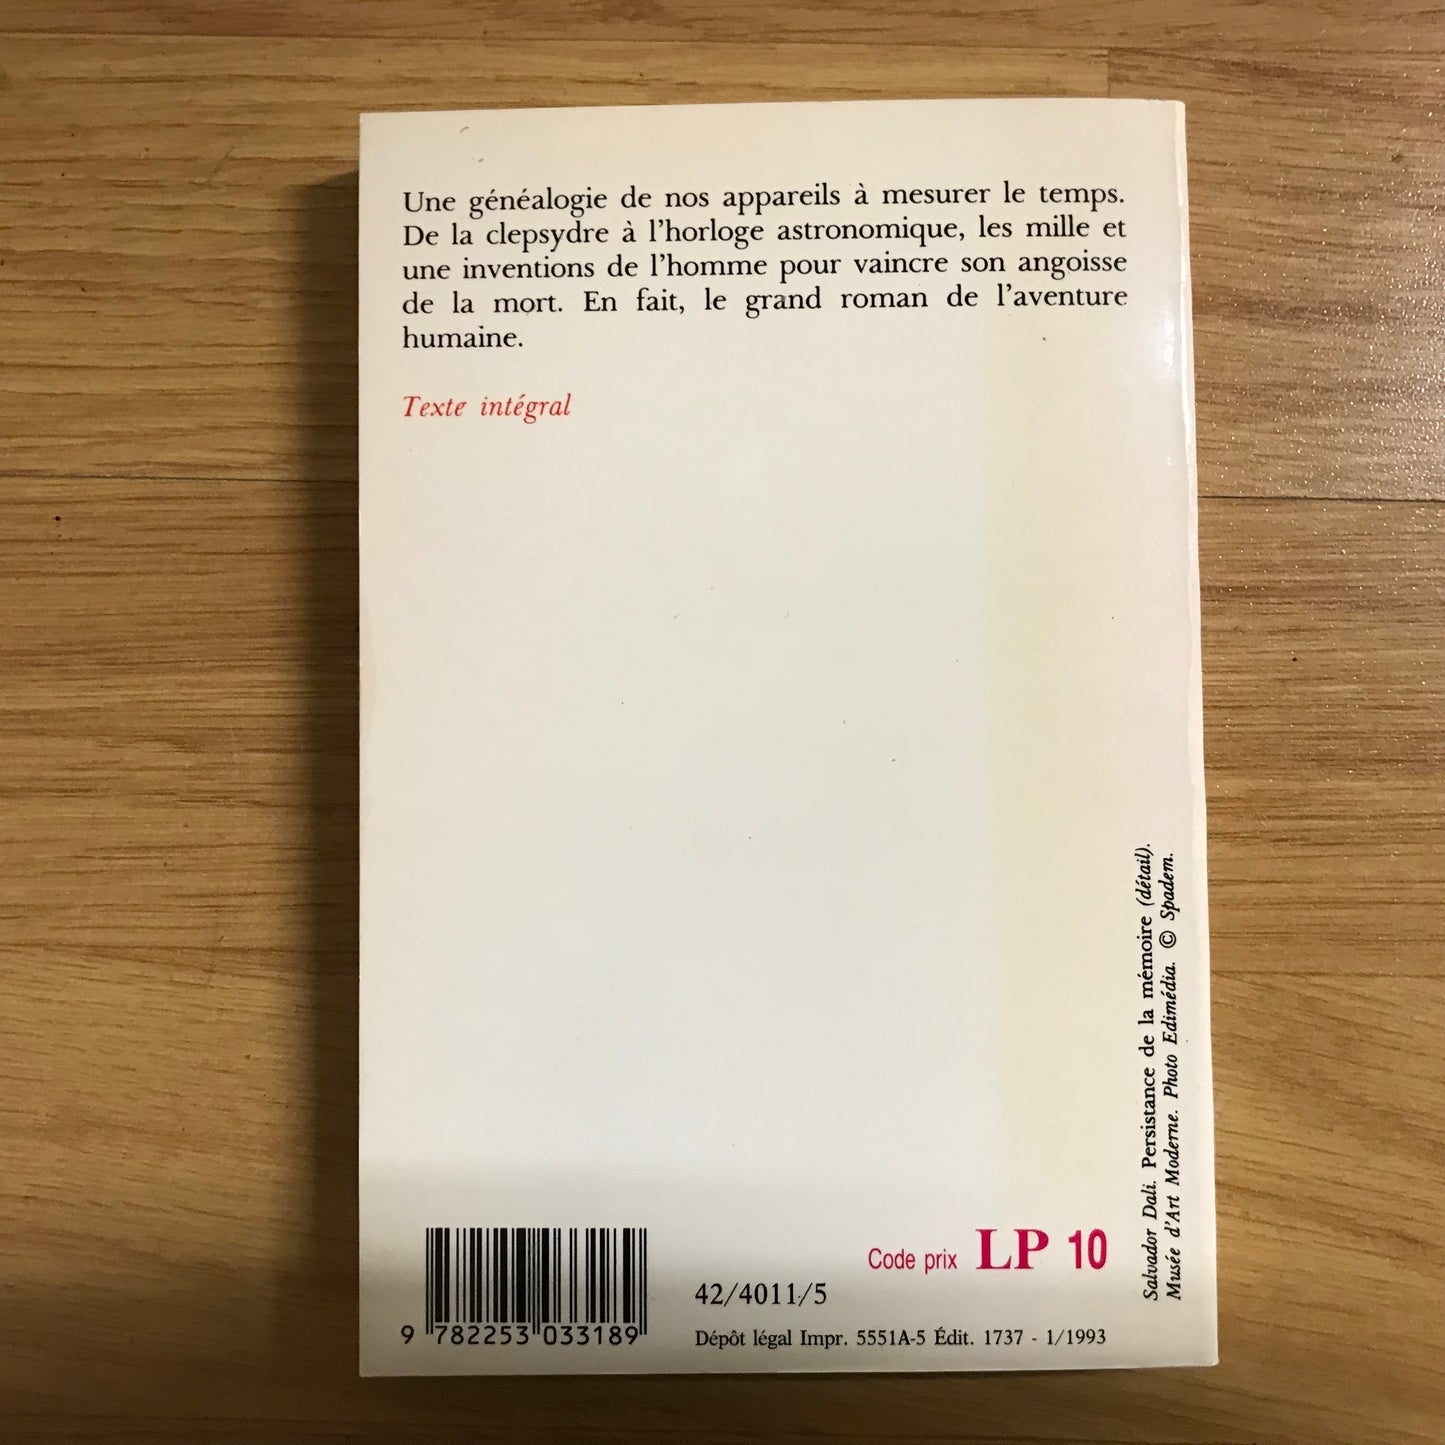 Une généalogie de nos appareils à mesurer le temps.
De la clepsydre à l'horloge astronomique, les mille et
une inventions de l'homme pour vaincre son angoisse
de la mort. En fait, le grand roman de l'aventure
humaine.
Texte intégral
Salvador Dali. Persistance de la mémoire (détail).
Musée d'Art Moderne. Photo Edimédia. © Spadem.
Code prix LP 10
42/4011/5
9 782253 033189
Dépôt légal Impr. 5551A-5 Édit. 1737 - 1/1993